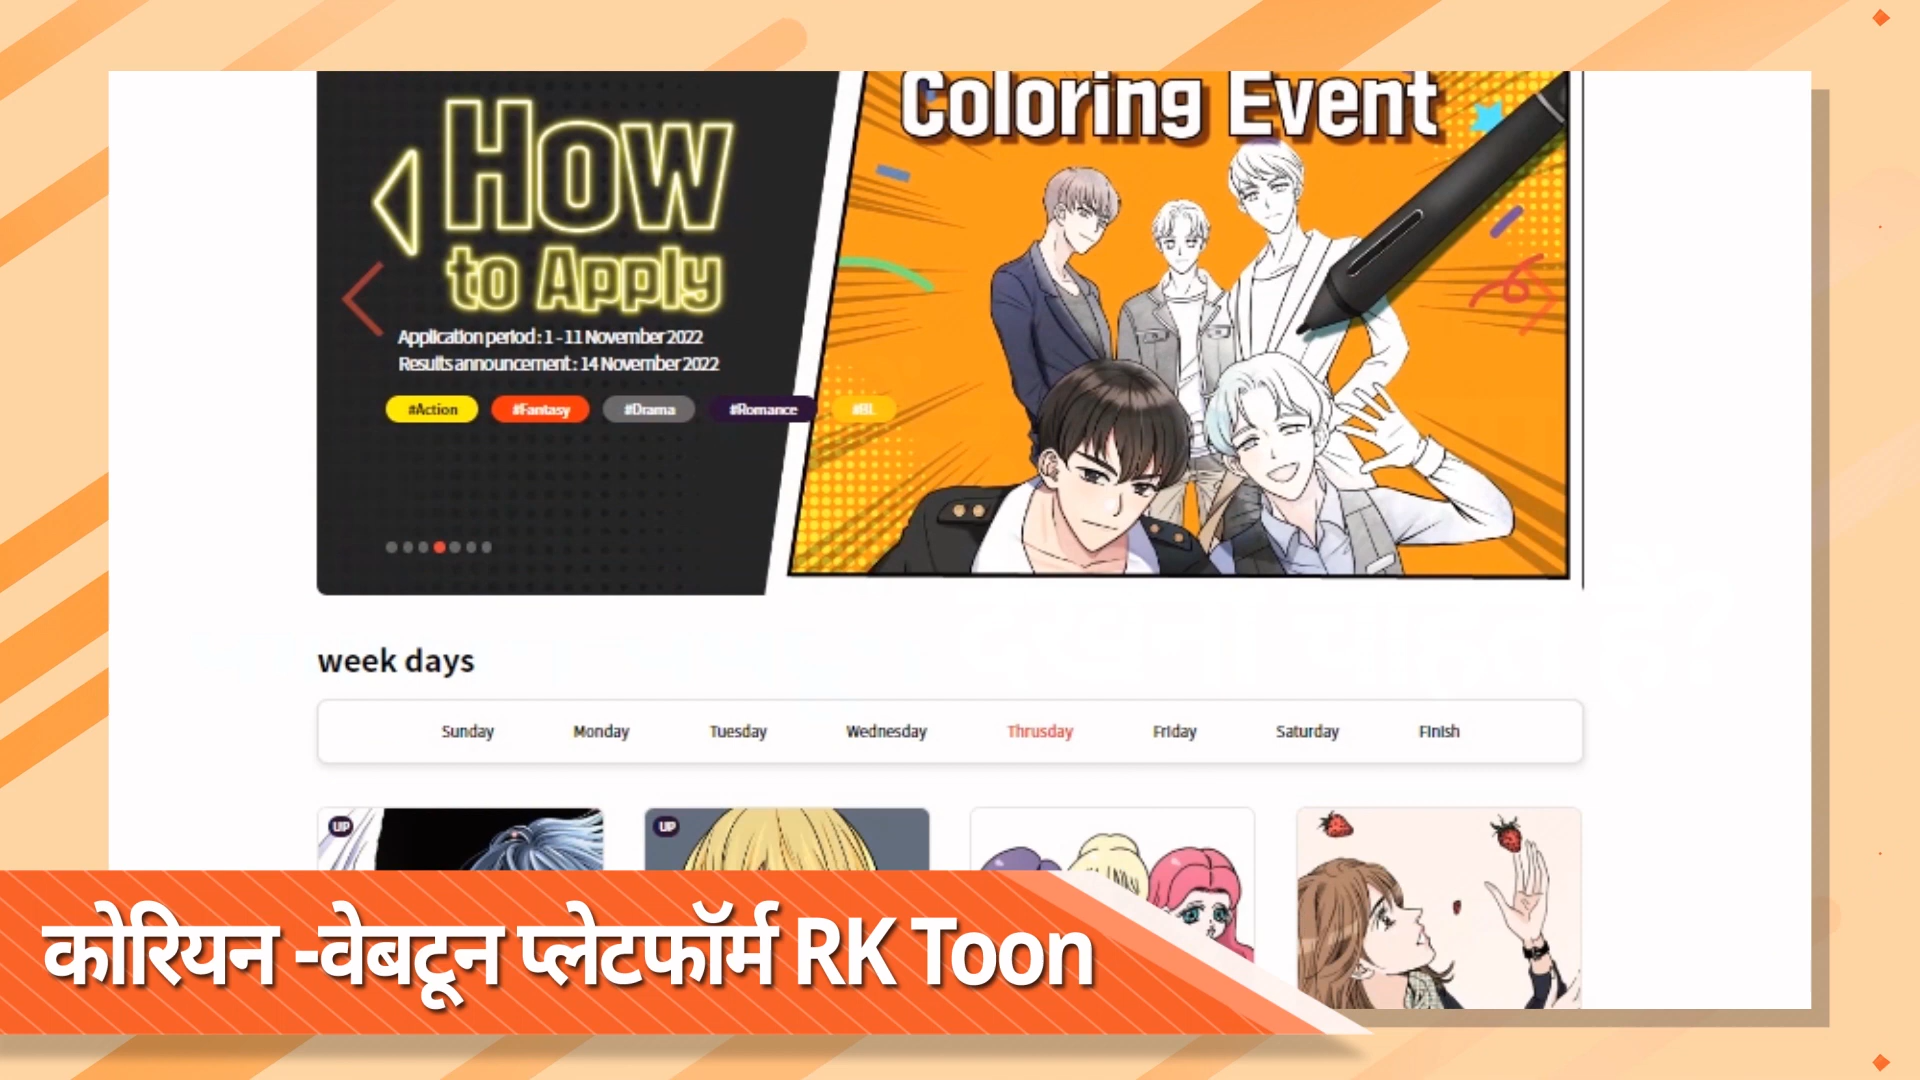 How
to Apply
Application period : 1 - 11 November 2022
Results announcement : 14 November 2022
#Action #Fantasy #Drama #Romance #BL
Coloring Event
week days
Sunday Monday Tuesday Wednesday Thrusday Friday Saturday Finish
UP UP
कोरियन -वेबटून प्लेटफॉर्म RK Toon